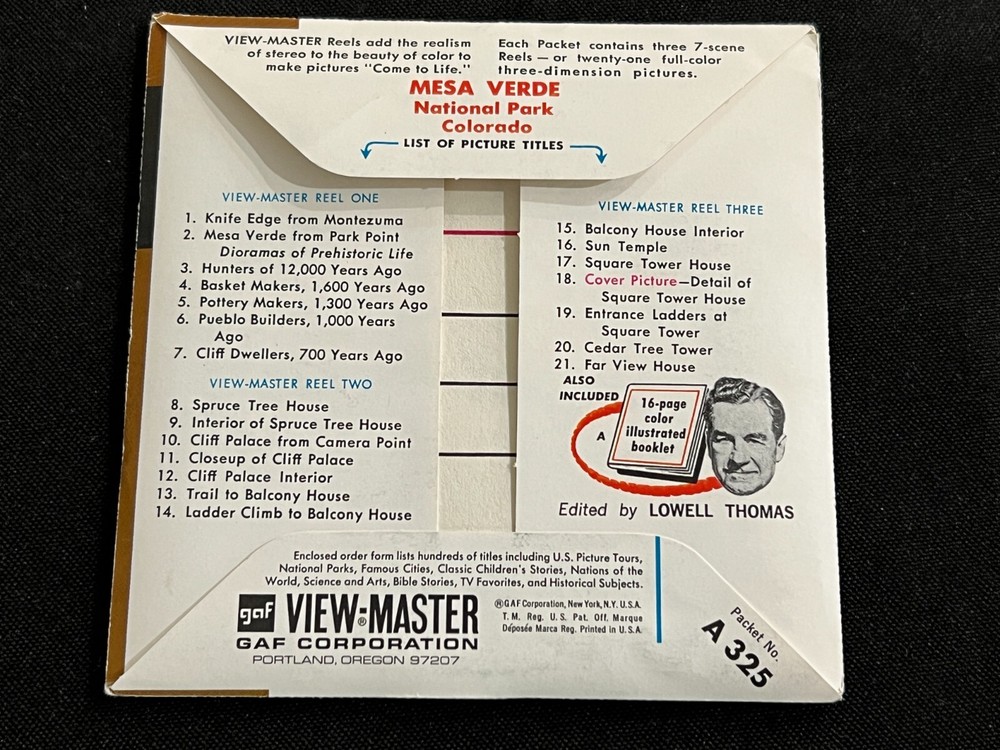 VIEW-MASTER Reels add the realism
of stereo to the beauty of color to
make pictures "Come to Life."
Each Packet contains three 7-scene
Reels — or twenty-one full-color
three-dimension pictures.
MESA VERDE
National Park
Colorado
LIST OF PICTURE TITLES
VIEW-MASTER REEL ONE
1. Knife Edge from Montezuma
2. Mesa Verde from Park Point
Dioramas of Prehistoric Life
3. Hunters of 12,000 Years Ago
4. Basket Makers, 1,600 Years Ago
5. Pottery Makers, 1,300 Years Ago
6. Pueblo Builders, 1,000 Years
Ago
7. Cliff Dwellers, 700 Years Ago
VIEW-MASTER REEL TWO
8. Spruce Tree House
9. Interior of Spruce Tree House
10. Cliff Palace from Camera Point
11. Closeup of Cliff Palace
12. Cliff Palace Interior
13. Trail to Balcony House
14. Ladder Climb to Balcony House
VIEW-MASTER REEL THREE
15. Balcony House Interior
16. Sun Temple
17. Square Tower House
18. Cover Picture—Detail of
Square Tower House
19. Entrance Ladders at
Square Tower
20. Cedar Tree Tower
21. Far View House
ALSO
INCLUDED
A
16-page
color
illustrated
booklet
Edited by LOWELL THOMAS
Enclosed order form lists hundreds of titles including U.S. Picture Tours,
National Parks, Famous Cities, Classic Children's Stories, Nations of the
World, Science and Arts, Bible Stories, TV Favorites, and Historical Subjects.
gaf VIEW-MASTER®
GAF CORPORATION
PORTLAND, OREGON 97207
®GAF Corporation, New York, N.Y. U.S.A.
T.M. Reg. U.S. Pat. Off. Marque
Déposée Marca Reg. Printed in U.S.A.
Packet No.
A 325